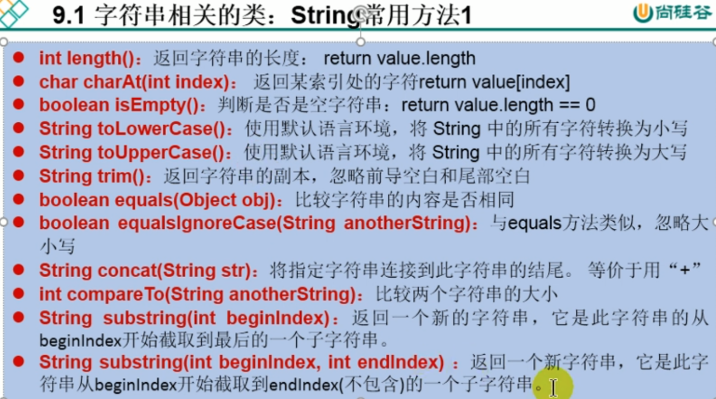 9.1 字符串相关的类：String常用方法1
尚硅谷
int length()：返回字符串的长度： return value.length
char charAt(int index)： 返回某索引处的字符return value[index]
boolean isEmpty()：判断是否是空字符串：return value.length == 0
String toLowerCase()：使用默认语言环境，将 String 中的所有字符转换为小写
String toUpperCase()：使用默认语言环境，将 String 中的所有字符转换为大写
String trim()：返回字符串的副本，忽略前导空白和尾部空白
boolean equals(Object obj)：比较字符串的内容是否相同
boolean equalsIgnoreCase(String anotherString)：与equals方法类似，忽略大
小写
String concat(String str)：将指定字符串连接到此字符串的结尾。 等价于用“+”
int compareTo(String anotherString)：比较两个字符串的大小
String substring(int beginIndex)：返回一个新的字符串，它是此字符串的从
beginIndex开始截取到最后的一个子字符串。
String substring(int beginIndex, int endIndex) ：返回一个新字符串，它是此字
符串从beginIndex开始截取到endIndex(不包含)的一个子字符串。